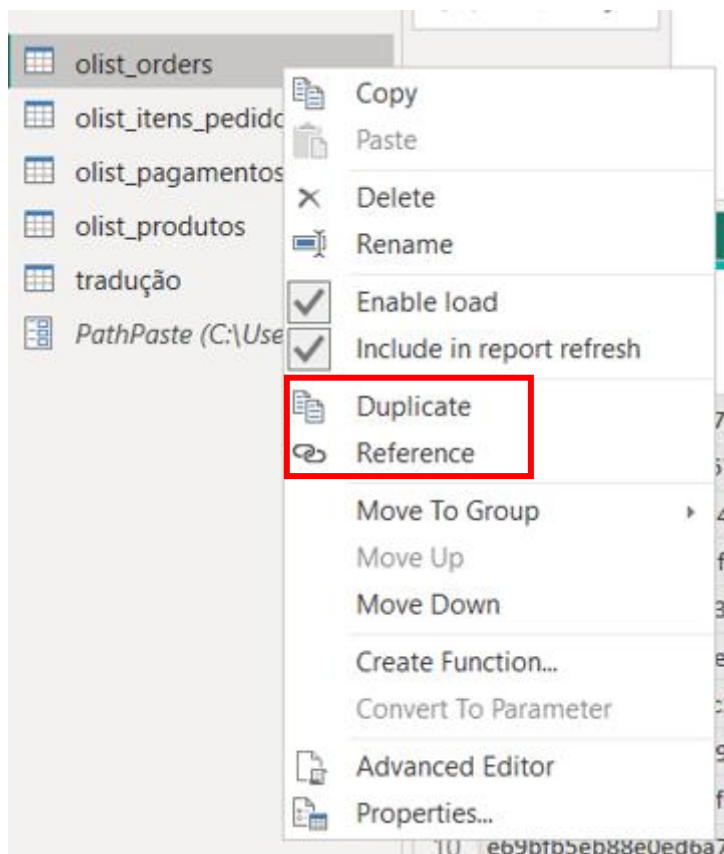 olist_orders
olist_itens_pedido
olist_pagamentos
olist_produtos
tradução
PathPaste (C:\Use
Copy
Paste
Delete
Rename
Enable load
Include in report refresh
Duplicate
Reference
Move To Group
Move Up
Move Down
Create Function...
Convert To Parameter
Advanced Editor
Properties...
10 e69bfb5eb88e0ed6a7